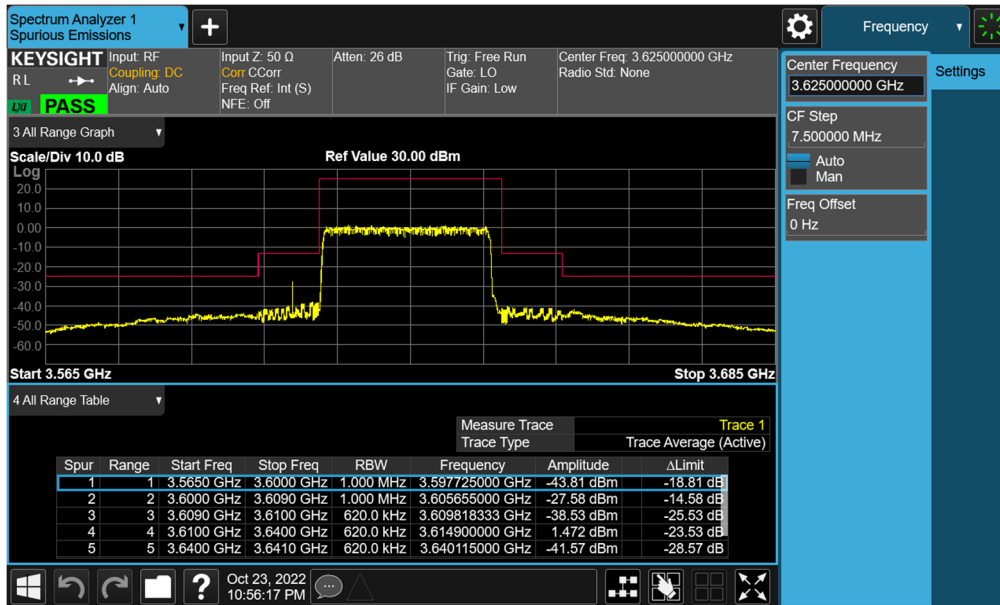 Spectrum Analyzer 1
Spurious Emissions
Frequency
KEYSIGHT
R L
LXI
PASS
Input: RF
Coupling: DC
Align: Auto
Input Z: 50 Ω
Corr CCorr
Freq Ref: Int (S)
NFE: Off
Atten: 26 dB
Trig: Free Run
Gate: LO
IF Gain: Low
Center Freq: 3.625000000 GHz
Radio Std: None
Center Frequency
3.625000000 GHz
Settings
CF Step
7.500000 MHz
Auto
Man
Freq Offset
0 Hz
3 All Range Graph
Scale/Div 10.0 dB
Ref Value 30.00 dBm
Log
20.0
10.0
0.00
-10.0
-20.0
-30.0
-40.0
-50.0
-60.0
Start 3.565 GHz
Stop 3.685 GHz
4 All Range Table
Measure Trace Trace 1
Trace Type Trace Average (Active)
Spur Range Start Freq Stop Freq RBW Frequency Amplitude ΔLimit
1 1 3.5650 GHz 3.6000 GHz 1.000 MHz 3.597725000 GHz -43.81 dBm -18.81 dB
2 2 3.6000 GHz 3.6090 GHz 1.000 MHz 3.605655000 GHz -27.58 dBm -14.58 dB
3 3 3.6090 GHz 3.6100 GHz 620.0 kHz 3.609818333 GHz -38.53 dBm -25.53 dB
4 4 3.6100 GHz 3.6400 GHz 620.0 kHz 3.614900000 GHz 1.472 dBm -23.53 dB
5 5 3.6400 GHz 3.6410 GHz 620.0 kHz 3.640115000 GHz -41.57 dBm -28.57 dB
?
Oct 23, 2022
10:56:17 PM